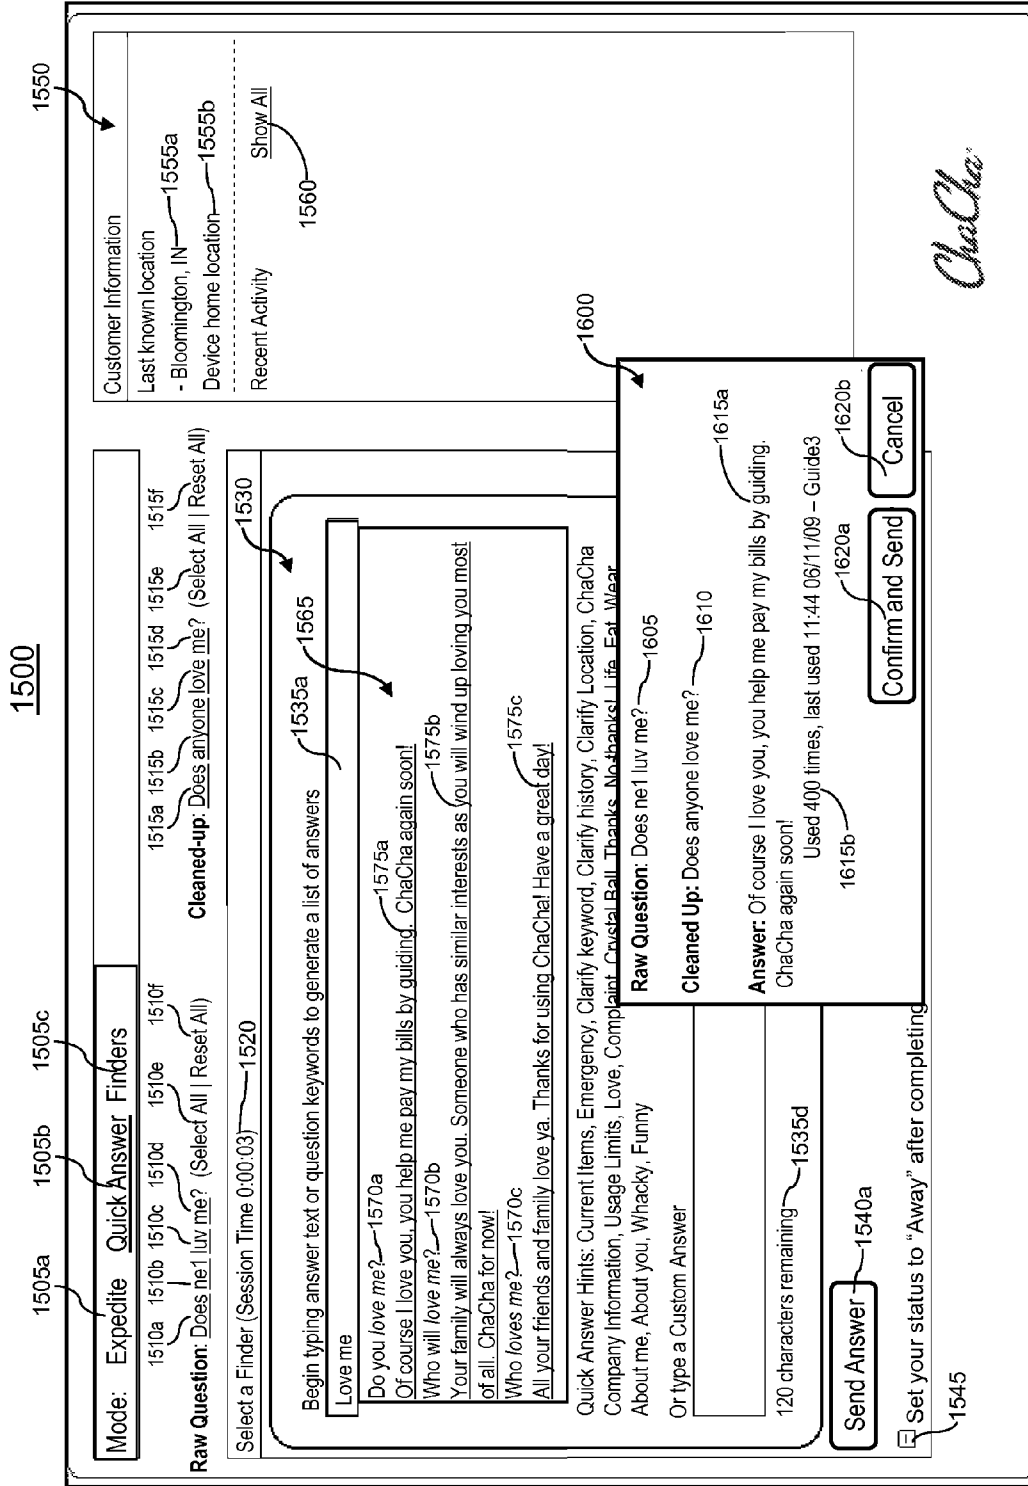 1500
1505a
1505b
1505c
1550
Mode: Expedite Quick Answer Finders
1510a
1510b
1510c
1510d
1510e
1510f
1515a
1515b
1515c
1515d
1515e
1515f
Raw Question: Does ne1 luv me? (Select All | Reset All)
Cleaned-up: Does anyone love me? (Select All | Reset All)
Select a Finder (Session Time 0:00:03) 1520
1530
Begin typing answer text or question keywords to generate a list of answers
1535a
Love me
1565
Do you love me? 1570a
1575a
Of course I love you, you help me pay my bills by guiding. ChaCha again soon!
Who will love me? 1570b
1575b
Your family will always love you. Someone who has similar interests as you will wind up loving you most
of all. ChaCha for now!
Who loves me? 1570c
1575c
All your friends and family love ya. Thanks for using ChaCha! Have a great day!
Quick Answer Hints: Current Items, Emergency, Clarify keyword, Clarify history, Clarify Location, ChaCha
Company Information, Usage Limits, Love, Complaint, Crystal Ball, Thanks, No thanks!, Life, Eat, Wear
About me, About you, Whacky, Funny
Or type a Custom Answer
120 characters remaining 1535d
Send Answer
1540a
Set your status to “Away” after completing
1545
Customer Information
Last known location
- Bloomington, IN 1555a
Device home location 1555b
Recent Activity
Show All
1560
1600
Raw Question: Does ne1 luv me? 1605
Cleaned Up: Does anyone love me? 1610
1615a
Answer: Of course I love you, you help me pay my bills by guiding.
ChaCha again soon!
Used 400 times, last used 11:44 06/11/09 – Guide3
1615b
1620a
1620b
Confirm and Send
Cancel
ChaCha